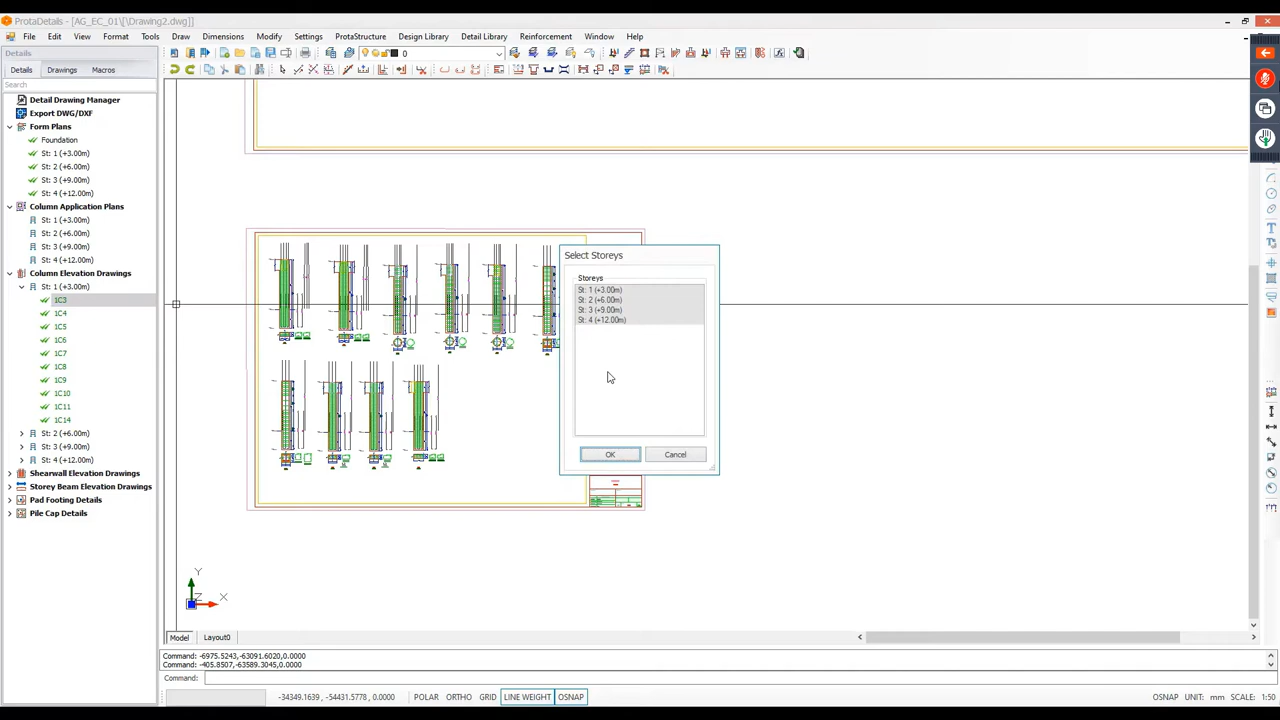 ProtaDetails - [AG_EC_01\[\Drawing2.dwg]
File Edit View Format Tools Draw Dimensions Modify Settings ProtaStructure Design Library Detail Library Reinforcement Window Help
Details
0
Details Drawings Macros
Search
Detail Drawing Manager
Export DWG/DXF
Form Plans
Foundation
St: 1 (+3.00m)
St: 2 (+6.00m)
St: 3 (+9.00m)
St: 4 (+12.00m)
Column Application Plans
St: 1 (+3.00m)
St: 2 (+6.00m)
St: 3 (+9.00m)
St: 4 (+12.00m)
Column Elevation Drawings
St: 1 (+3.00m)
1C3
1C4
1C5
1C6
1C7
1C8
1C9
1C10
1C11
1C14
St: 2 (+6.00m)
St: 3 (+9.00m)
St: 4 (+12.00m)
Shearwall Elevation Drawings
Storey Beam Elevation Drawings
Pad Footing Details
Pile Cap Details
Select Storeys
Storeys
St: 1 (+3.00m)
St: 2 (+6.00m)
St: 3 (+9.00m)
St: 4 (+12.00m)
OK Cancel
Y
Z
X
Model Layout0
Command: -6975.5243,-63091.6020,0.0000
Command: -405.8507,-63589.3045,0.0000
Command:
-34349.1639 , -54431.5778 , 0.0000 POLAR ORTHO GRID LINE WEIGHT OSNAP OSNAP UNIT: mm SCALE: 1:50